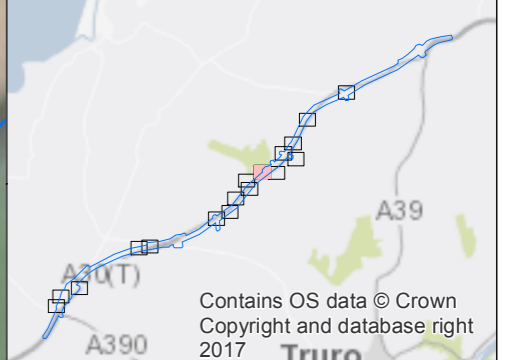 A39
A30(T)
Contains OS data © Crown
Copyright and database right
2017
A390
Truro